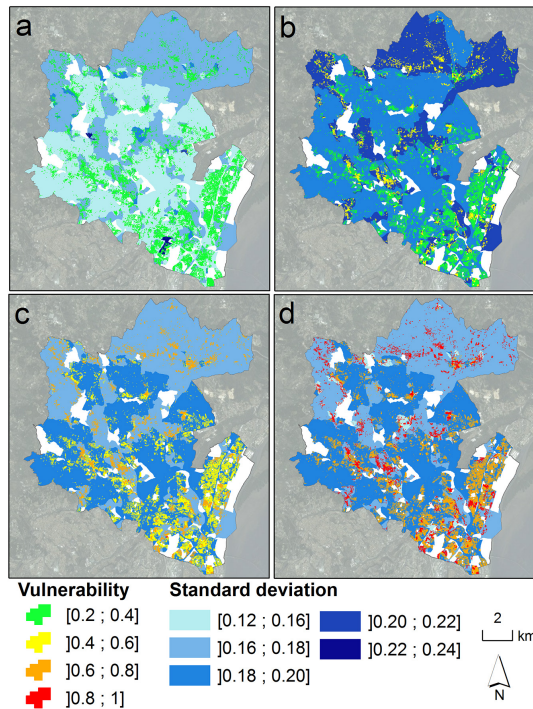 a
b
c
d
Vulnerability
[0.2 ; 0.4]
]0.4 ; 0.6]
]0.6 ; 0.8]
]0.8 ; 1]
Standard deviation
[0.12 ; 0.16]
]0.16 ; 0.18]
]0.18 ; 0.20]
]0.20 ; 0.22]
]0.22 ; 0.24]
2
km
N